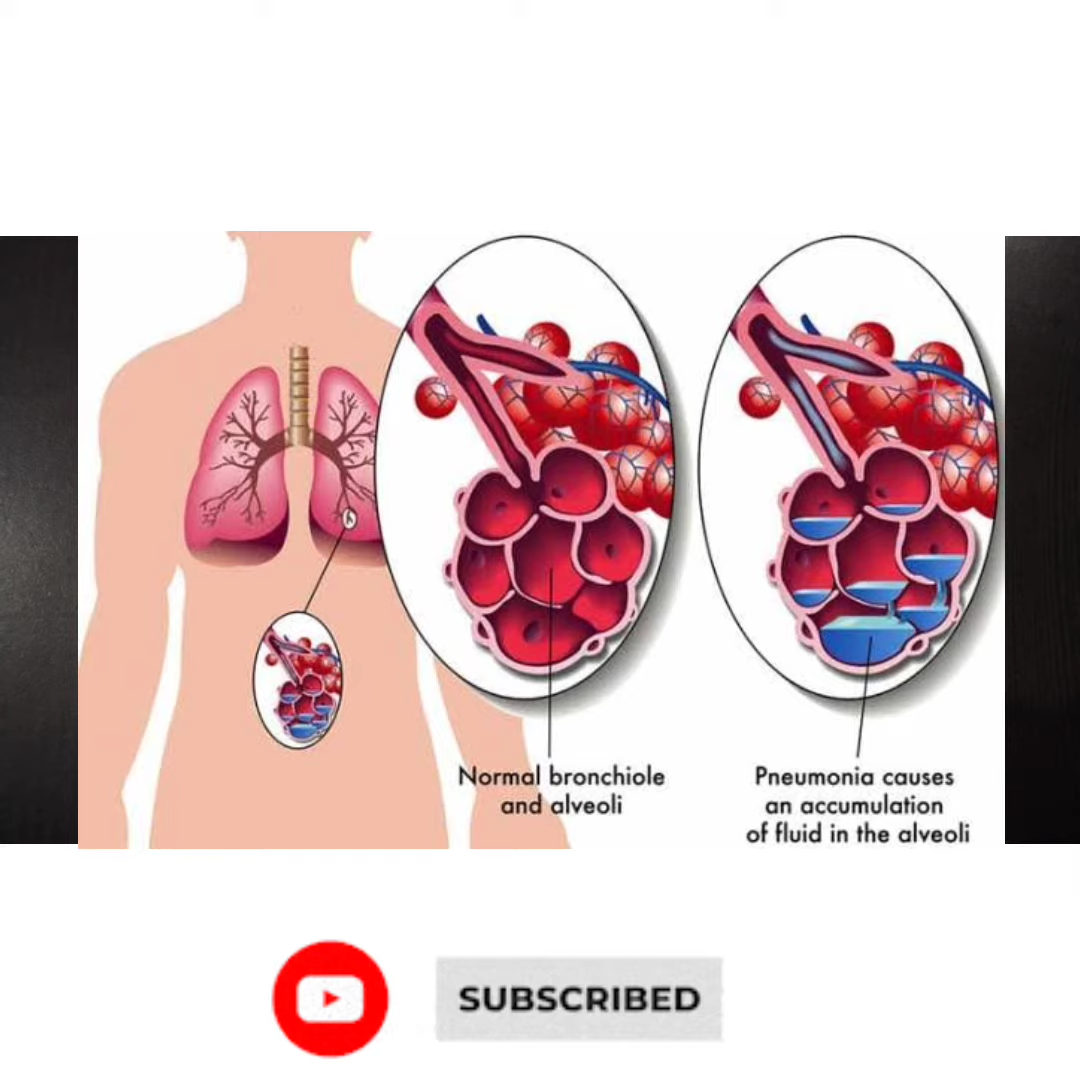 Normal bronchiole
and alveoli
Pneumonia causes
an accumulation
of fluid in the alveoli
SUBSCRIBED